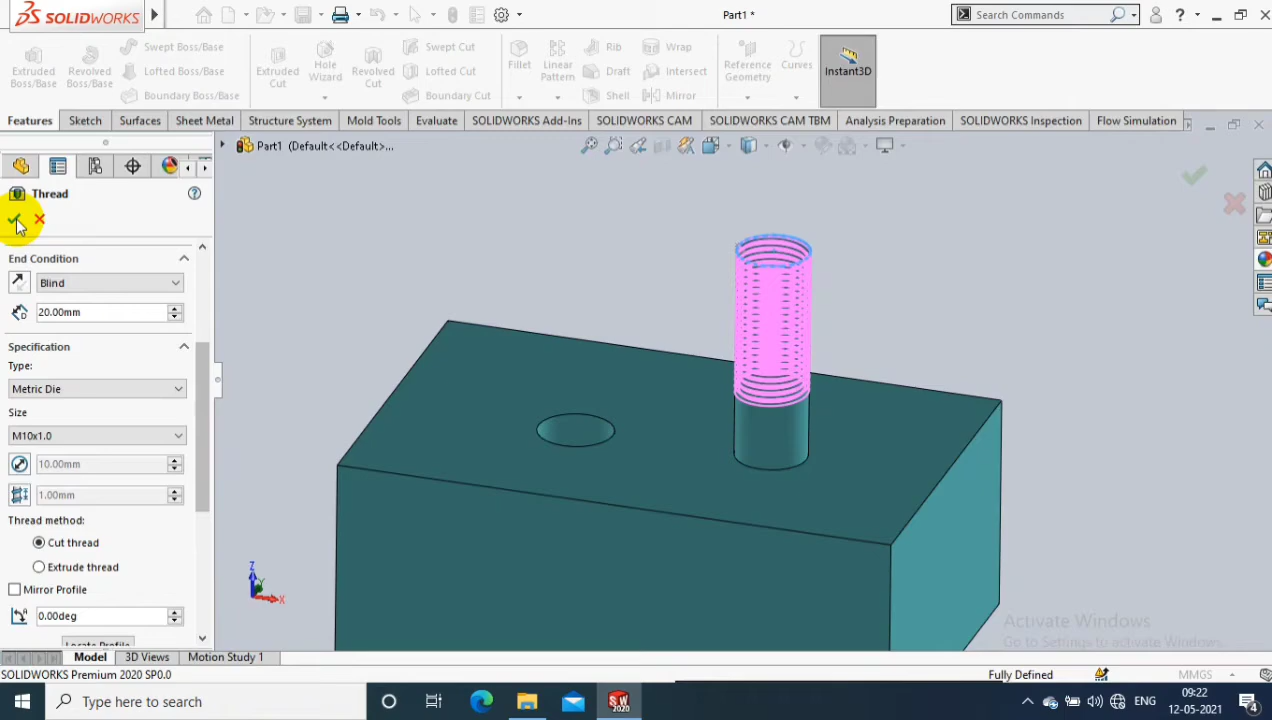 SOLIDWORKS
Part1 *
Search Commands
Extruded Boss/Base
Revolved Boss/Base
Swept Boss/Base
Lofted Boss/Base
Boundary Boss/Base
Extruded Cut
Hole Wizard
Revolved Cut
Swept Cut
Lofted Cut
Boundary Cut
Fillet
Linear Pattern
Rib
Draft
Shell
Wrap
Intersect
Mirror
Reference Geometry
Curves
Instant3D
Features
Sketch
Surfaces
Sheet Metal
Structure System
Mold Tools
Evaluate
SOLIDWORKS Add-Ins
SOLIDWORKS CAM
SOLIDWORKS CAM TBM
Analysis Preparation
SOLIDWORKS Inspection
Flow Simulation
Part1 (Default<<Default>...
Thread
End Condition
Blind
20.00mm
Specification
Type:
Metric Die
Size
M10x1.0
10.00mm
1.00mm
Thread method:
Cut thread
Extrude thread
Mirror Profile
0.00deg
Locate Profile
Z
Y
X
Activate Windows
Go to Settings to activate Windows.
Model
3D Views
Motion Study 1
SOLIDWORKS Premium 2020 SP0.0
Fully Defined
MMGS
Type here to search
SW
2020
ENG
09:22
12-05-2021
4